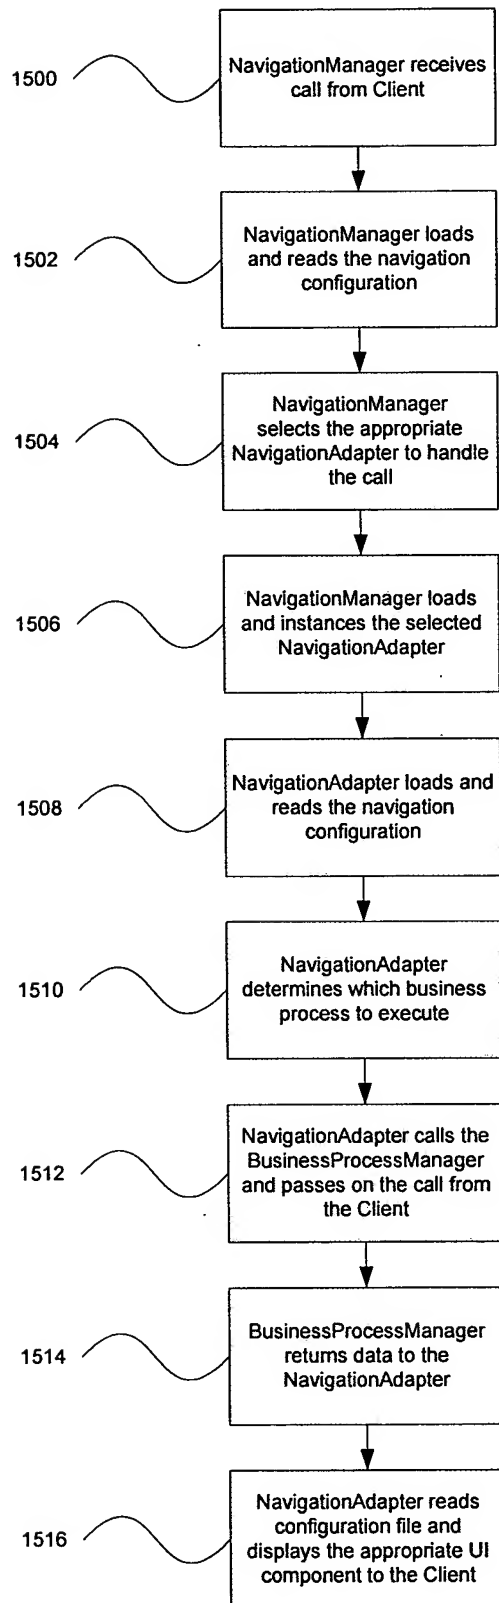 1500
NavigationManager receives
call from Client
1502
NavigationManager loads
and reads the navigation
configuration
1504
NavigationManager
selects the appropriate
NavigationAdapter to handle
the call
1506
NavigationManager loads
and instances the selected
NavigationAdapter
1508
NavigationAdapter loads and
reads the navigation
configuration
1510
NavigationAdapter
determines which business
process to execute
1512
NavigationAdapter calls the
BusinessProcessManager
and passes on the call from
the Client
1514
BusinessProcessManager
returns data to the
NavigationAdapter
1516
NavigationAdapter reads
configuration file and
displays the appropriate UI
component to the Client